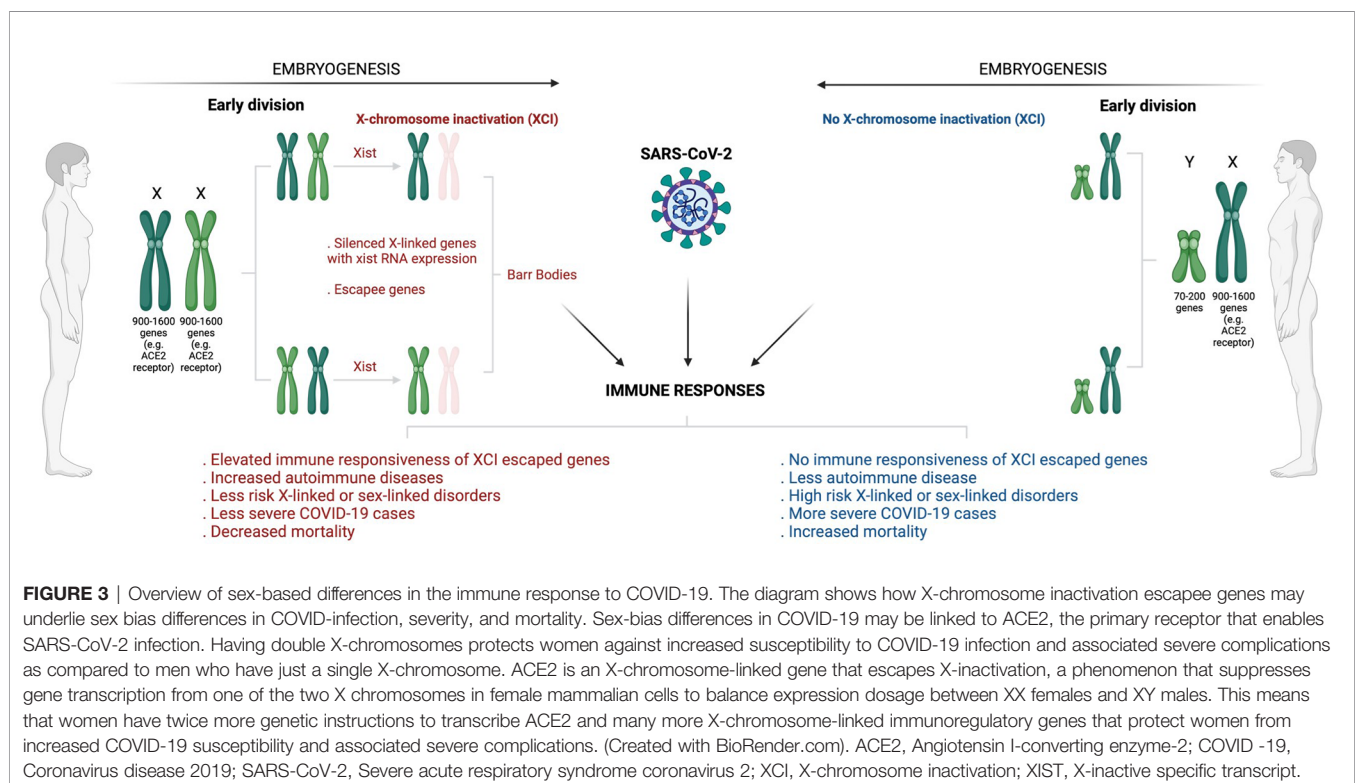 EMBRYOGENESIS
Early division
X-chromosome inactivation (XCI)
Xist
X
X
900-1600
genes
(e.g.
ACE2
receptor)
900-1600
genes
(e.g.
ACE2
receptor)
. Silenced X-linked genes
with xist RNA expression
. Escapee genes
Barr Bodies
Xist
SARS-CoV-2
EMBRYOGENESIS
Early division
No X-chromosome inactivation (XCI)
Y
X
70-200
genes
900-1600
genes
(e.g.
ACE2
receptor)
IMMUNE RESPONSES
. Elevated immune responsiveness of XCI escaped genes
. Increased autoimmune diseases
. Less risk X-linked or sex-linked disorders
. Less severe COVID-19 cases
. Decreased mortality
. No immune responsiveness of XCI escaped genes
. Less autoimmune disease
. High risk X-linked or sex-linked disorders
. More severe COVID-19 cases
. Increased mortality
FIGURE 3 | Overview of sex-based differences in the immune response to COVID-19. The diagram shows how X-chromosome inactivation escapee genes may
underlie sex bias differences in COVID-infection, severity, and mortality. Sex-bias differences in COVID-19 may be linked to ACE2, the primary receptor that enables
SARS-CoV-2 infection. Having double X-chromosomes protects women against increased susceptibility to COVID-19 infection and associated severe complications
as compared to men who have just a single X-chromosome. ACE2 is an X-chromosome-linked gene that escapes X-inactivation, a phenomenon that suppresses
gene transcription from one of the two X chromosomes in female mammalian cells to balance expression dosage between XX females and XY males. This means
that women have twice more genetic instructions to transcribe ACE2 and many more X-chromosome-linked immunoregulatory genes that protect women from
increased COVID-19 susceptibility and associated severe complications. (Created with BioRender.com). ACE2, Angiotensin I-converting enzyme-2; COVID -19,
Coronavirus disease 2019; SARS-CoV-2, Severe acute respiratory syndrome coronavirus 2; XCI, X-chromosome inactivation; XIST, X-inactive specific transcript.